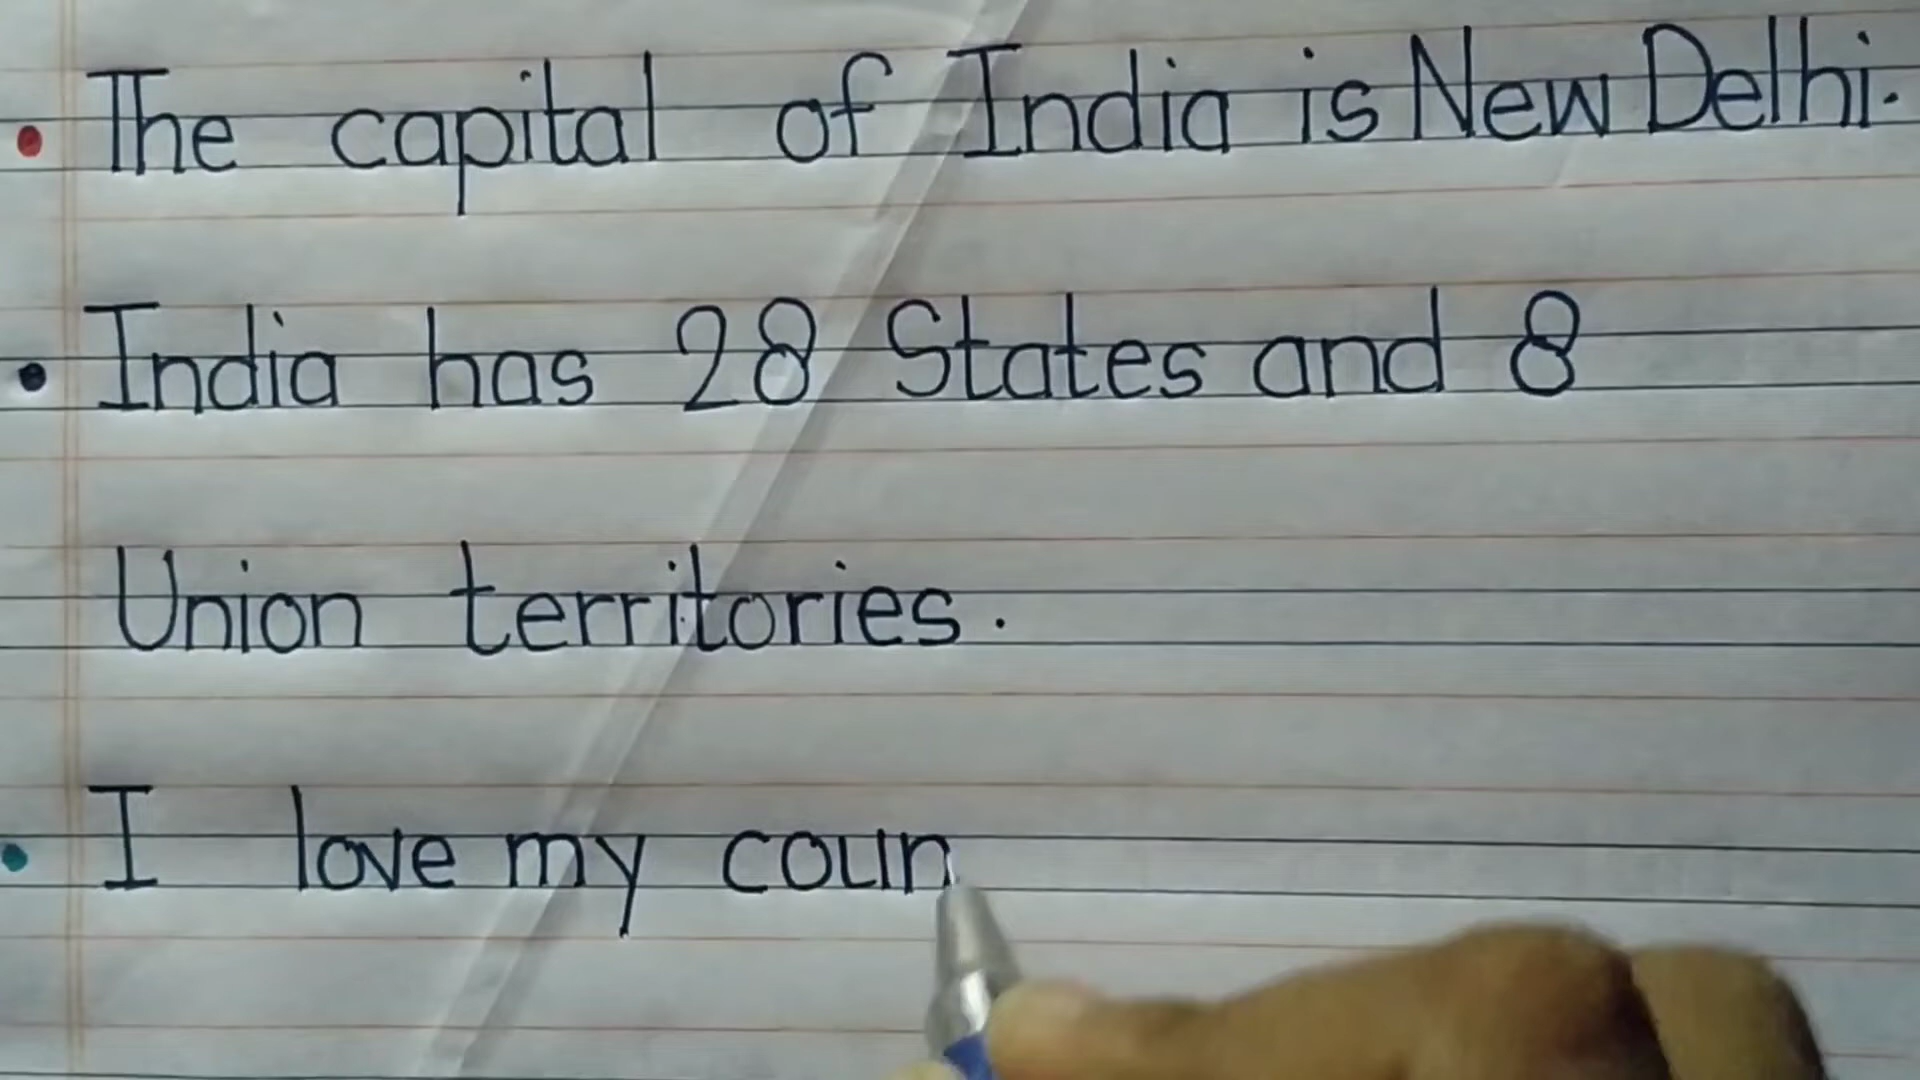 • The capital of India is New Delhi.
• India has 28 States and 8
Union territories.
• I love my coun